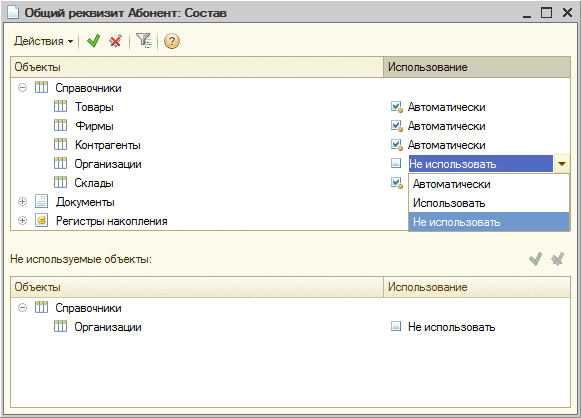 Общий реквизит Абонент: Состав
Действия
Объекты Использование
Справочники
Товары Автоматически
Фирмы Автоматически
Контрагенты Автоматически
Организации Не использовать
Склады Автоматически
Документы Использовать
Регистры накопления Не использовать
Не используемые объекты:
Объекты Использование
Справочники
Организации Не использовать